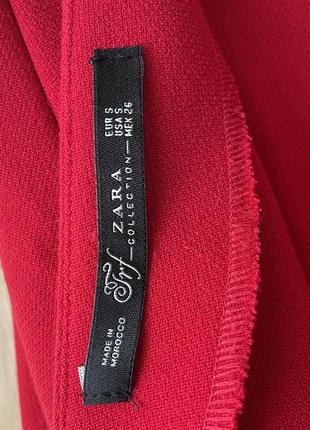 EUR S
USA S
MEX 26
ZARA
Trf
COLLECTION
MADE IN
MOROCCO